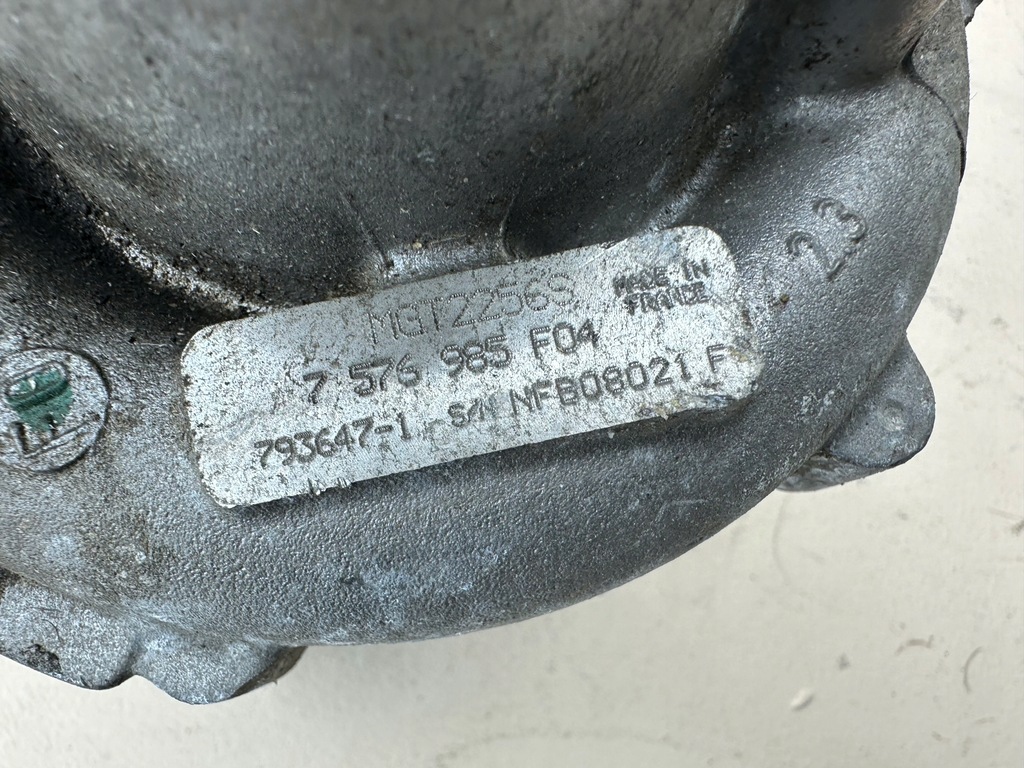 MGT2256S
MADE IN
FRANCE
7 576 985 F04
793647-1 S/N NFB08021 F
23